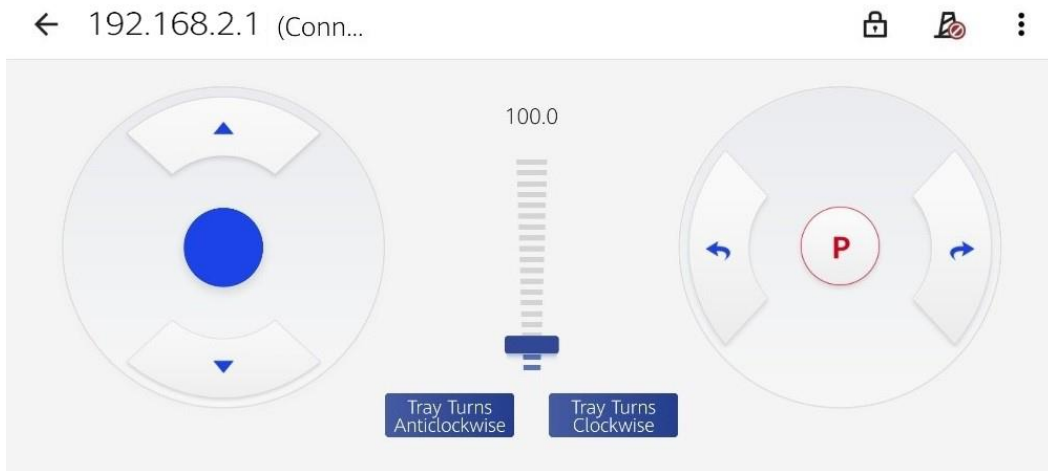 192.168.2.1 (Conn...
100.0
P
Tray Turns
Anticlockwise
Tray Turns
Clockwise